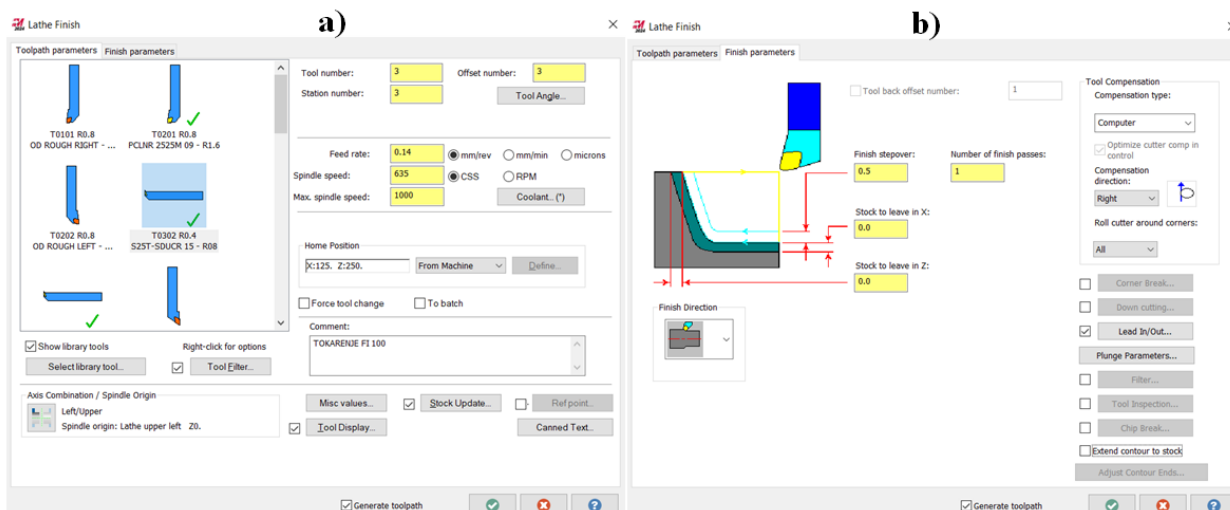 a)
Lathe Finish
Toolpath parameters Finish parameters
T0101 R0.8
OD ROUGH RIGHT - ...
T0201 R0.8
PCLNR 2525M 09 - R1.6
T0202 R0.8
OD ROUGH LEFT - ...
T0302 R0.4
S25T-SDUCR 15 - R08
Show library tools
Right-click for options
Select library tool...
Tool Filter...
Axis Combination / Spindle Origin
Left/Upper
Spindle origin: Lathe upper left Z0.
Tool number: 3
Offset number: 3
Station number: 3
Tool Angle...
Feed rate: 0.14 mm/rev mm/min microns
Spindle speed: 635 CSS RPM
Max. spindle speed: 1000
Coolant.. (*)
Home Position
X:125. Z:250.
From Machine
Define...
Force tool change
To batch
Comment:
TOKARENJE FI 100
Misc values...
Stock Update...
Ref point...
Tool Display...
Canned Text...
Generate toolpath
b)
Lathe Finish
Toolpath parameters Finish parameters
Tool back offset number: 1
Finish stepover:
0.5
Number of finish passes:
1
Stock to leave in X:
0.0
Stock to leave in Z:
0.0
Finish Direction
Tool Compensation
Compensation type:
Computer
Optimize cutter comp in
control
Compensation
direction:
Right
Roll cutter around corners:
All
Corner Break...
Down cutting...
Lead In/Out...
Plunge Parameters...
Filter...
Tool Inspection...
Chip Break...
Extend contour to stock
Adjust Contour Ends...
Generate toolpath